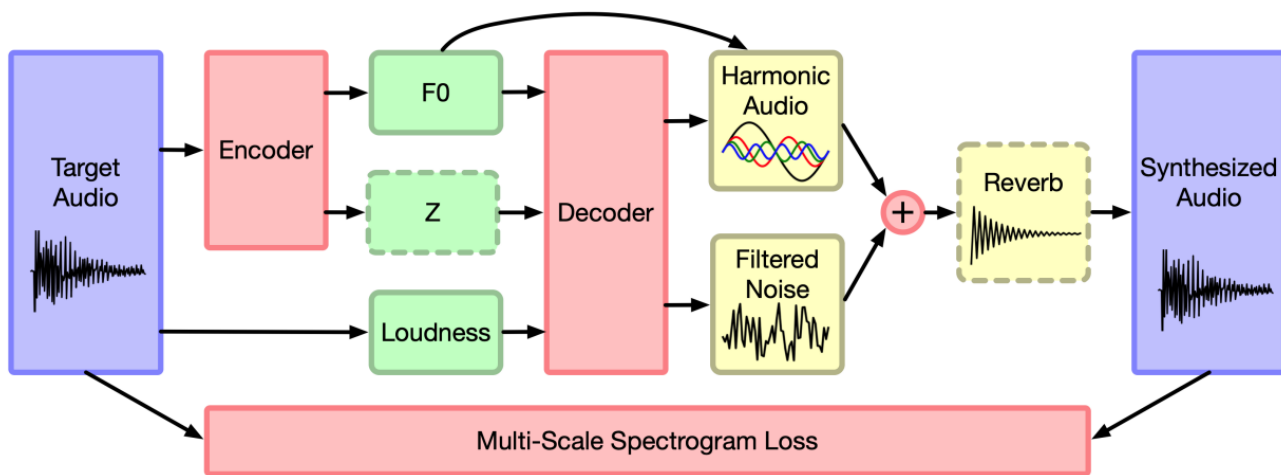 Target
Audio
Encoder
F0
Z
Loudness
Decoder
Harmonic
Audio
Filtered
Noise
+
Reverb
Synthesized
Audio
Multi-Scale Spectrogram Loss